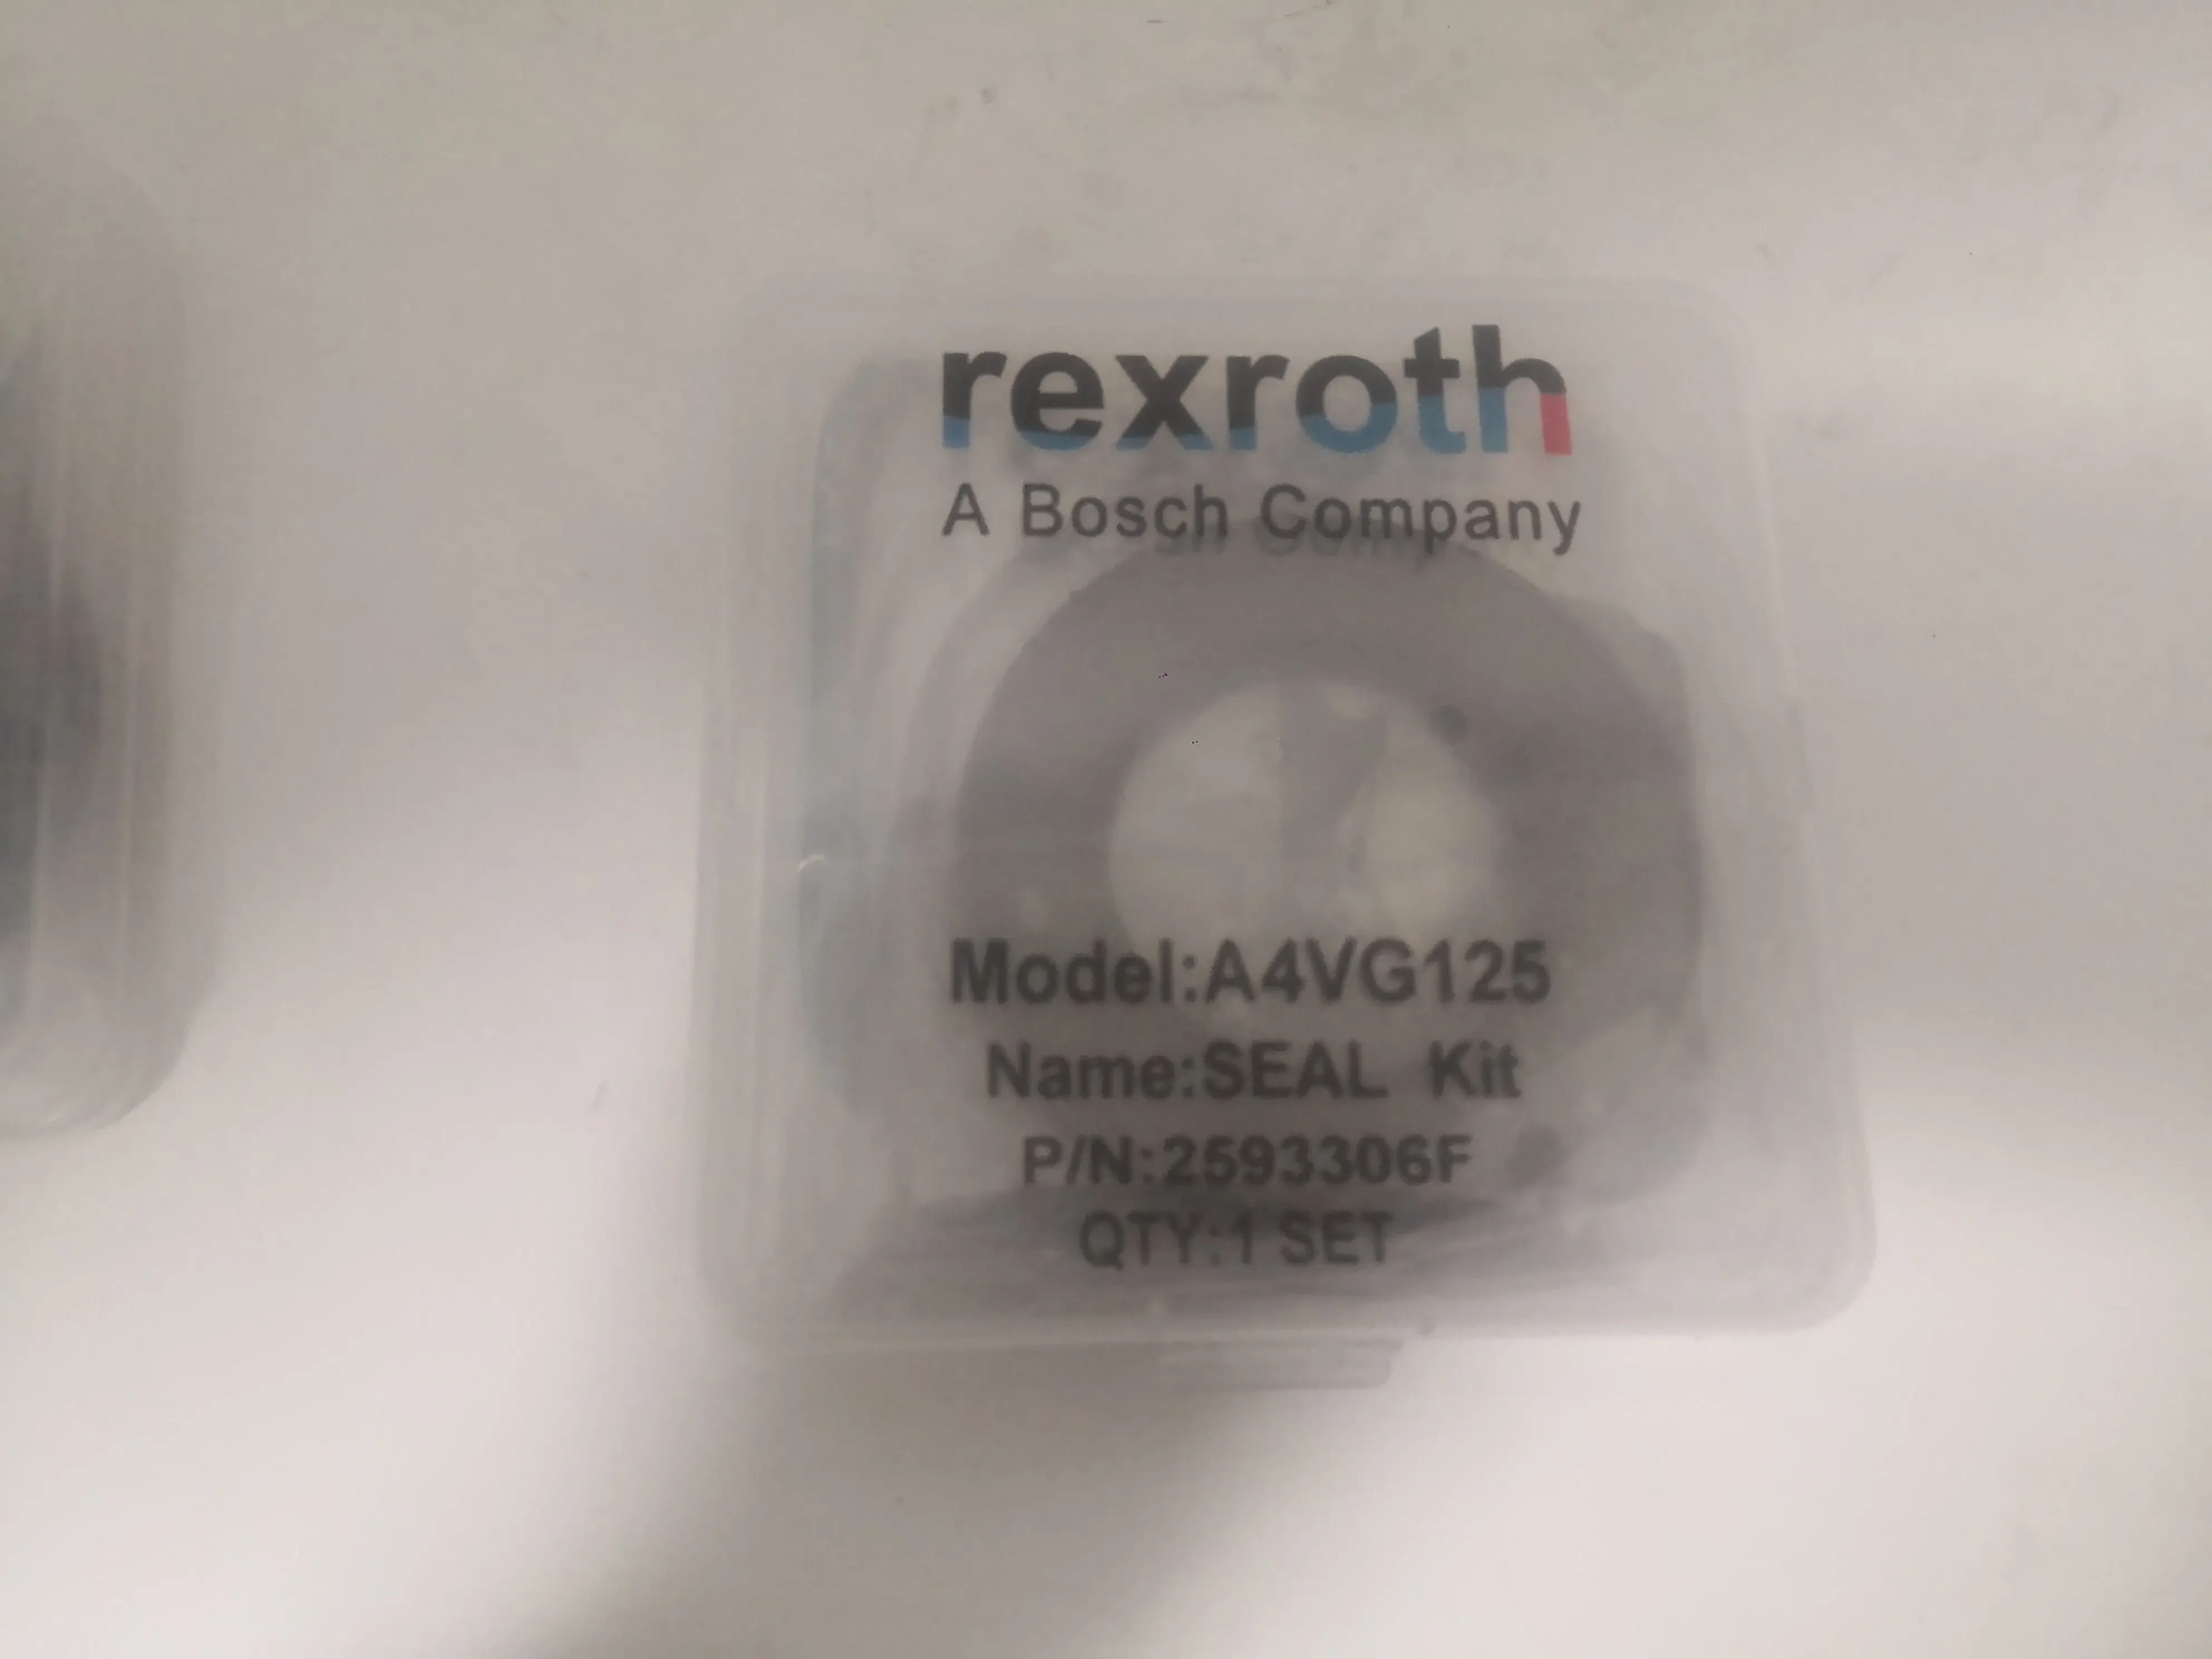 rexroth
A Bosch Company
Model:A4VG125
Name:SEAL Kit
P/N:2593306F
QTY:1 SET